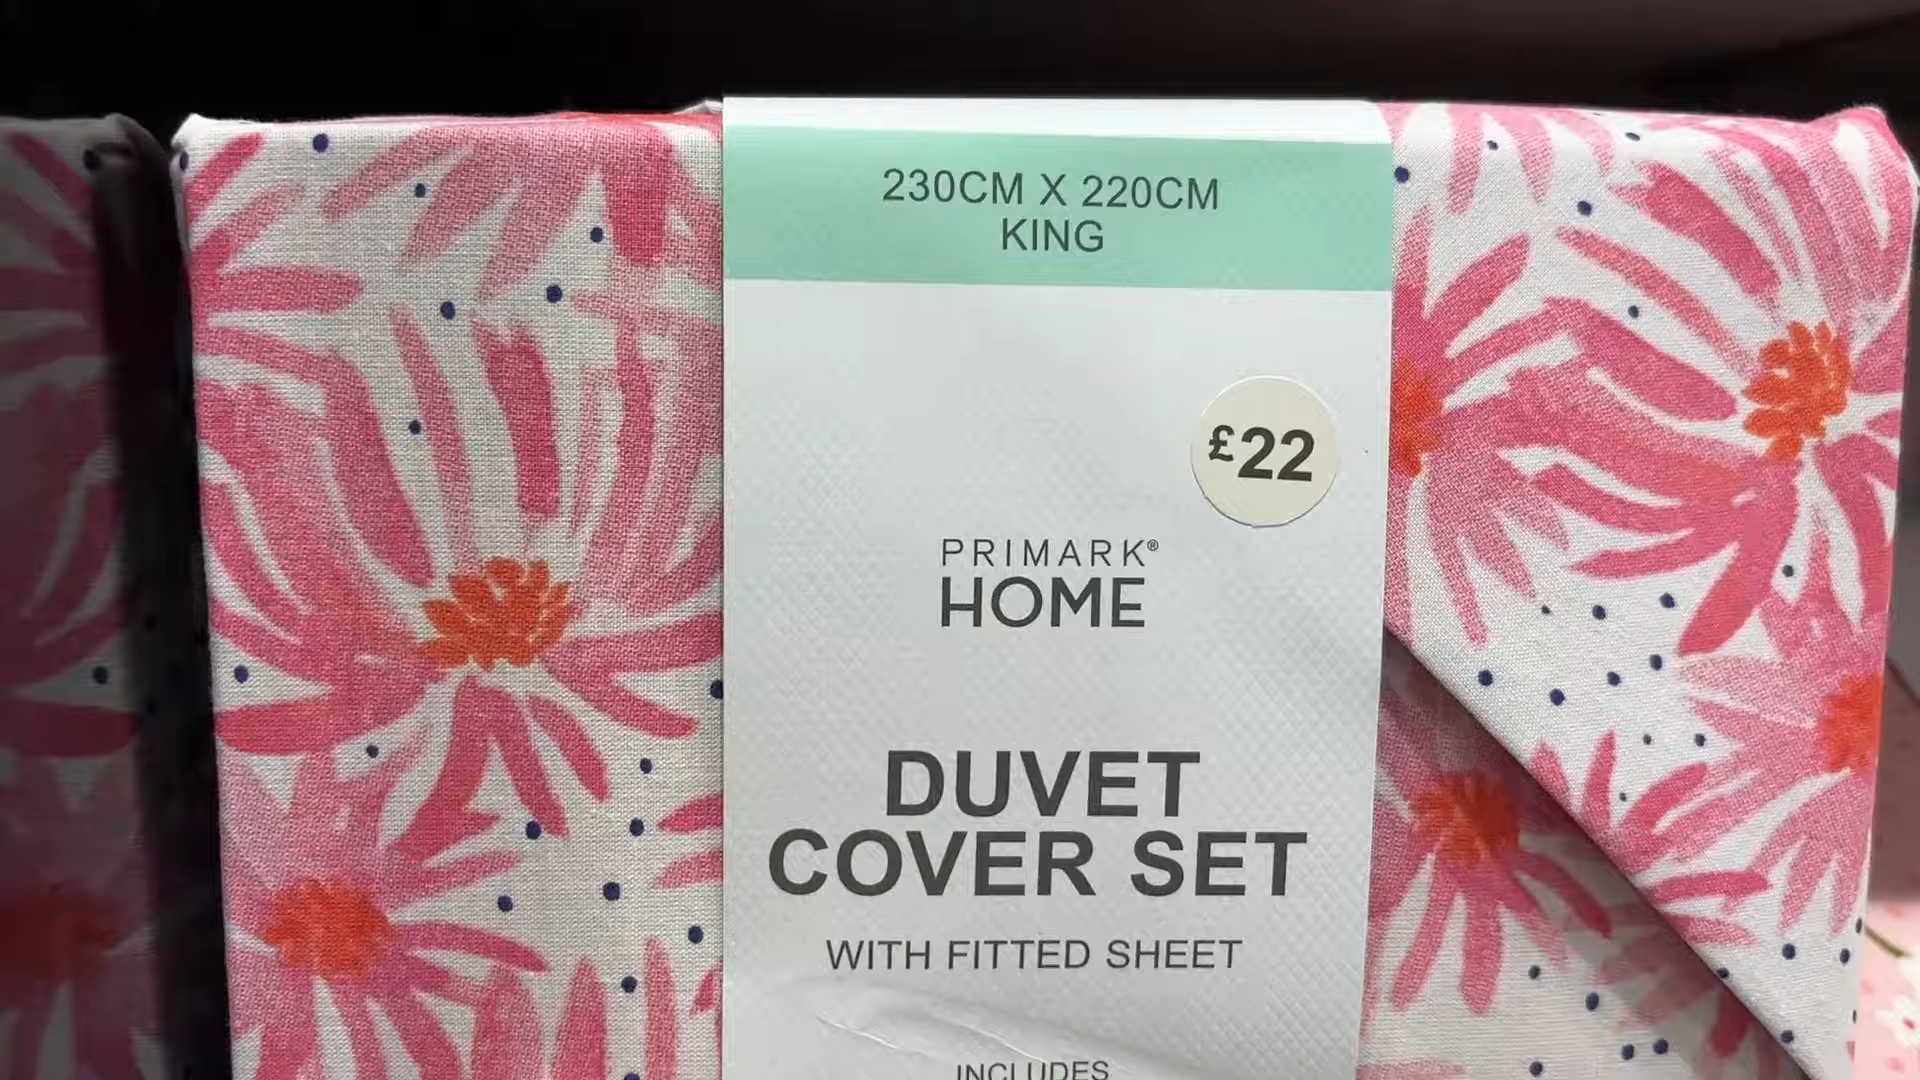 230CM X 220CM
KING
£22
PRIMARK®
HOME
DUVET
COVER SET
WITH FITTED SHEET
INCLUDES